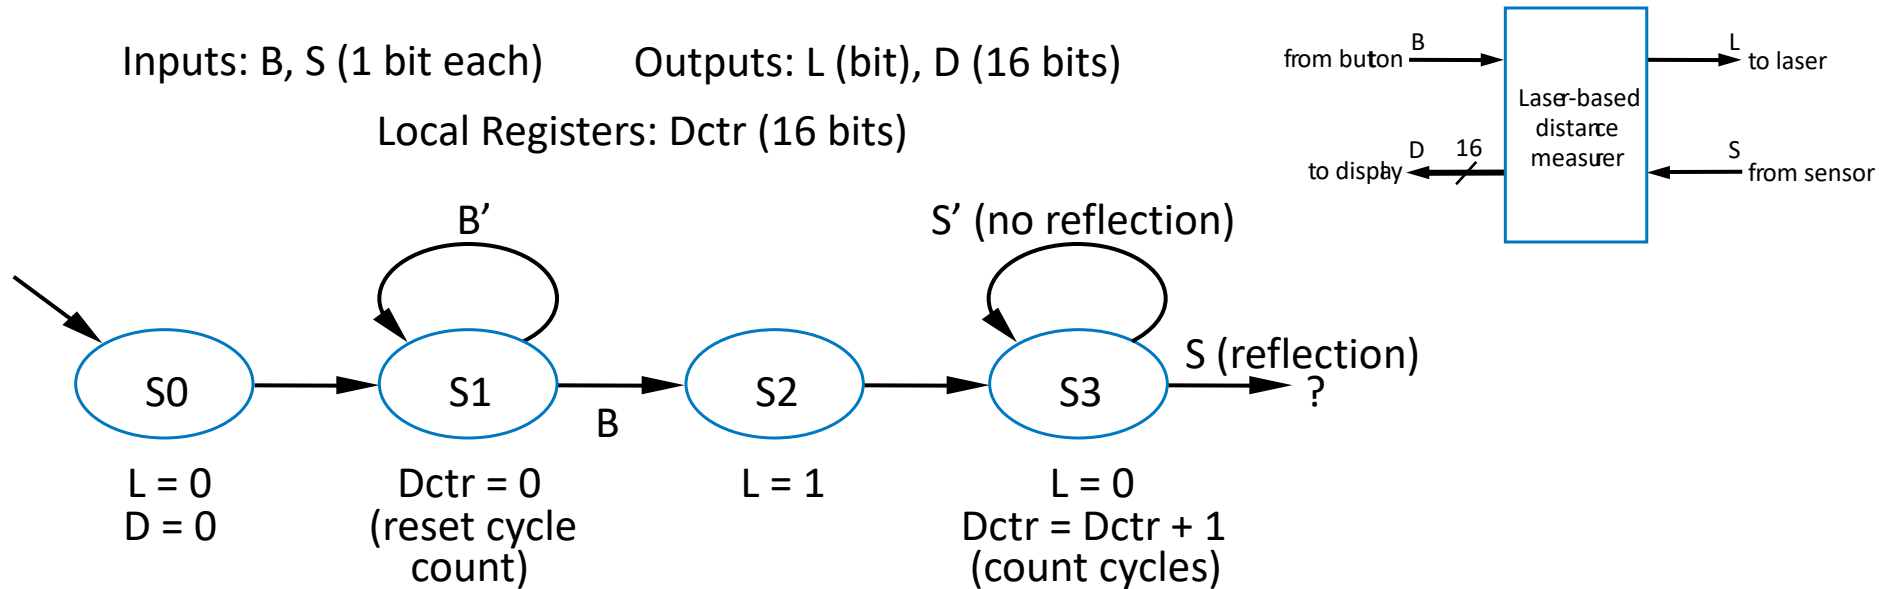 Inputs: B, S (1 bit each)
Outputs: L (bit), D (16 bits)
Local Registers: Dctr (16 bits)
from button
B
L
to laser
Laser-based
distance
measurer
to display
D
16
S
from sensor
B’
S’ (no reflection)
S0
S1
B
S2
S3
S (reflection)
?
L = 0
D = 0
Dctr = 0
(reset cycle
count)
L = 1
L = 0
Dctr = Dctr + 1
(count cycles)